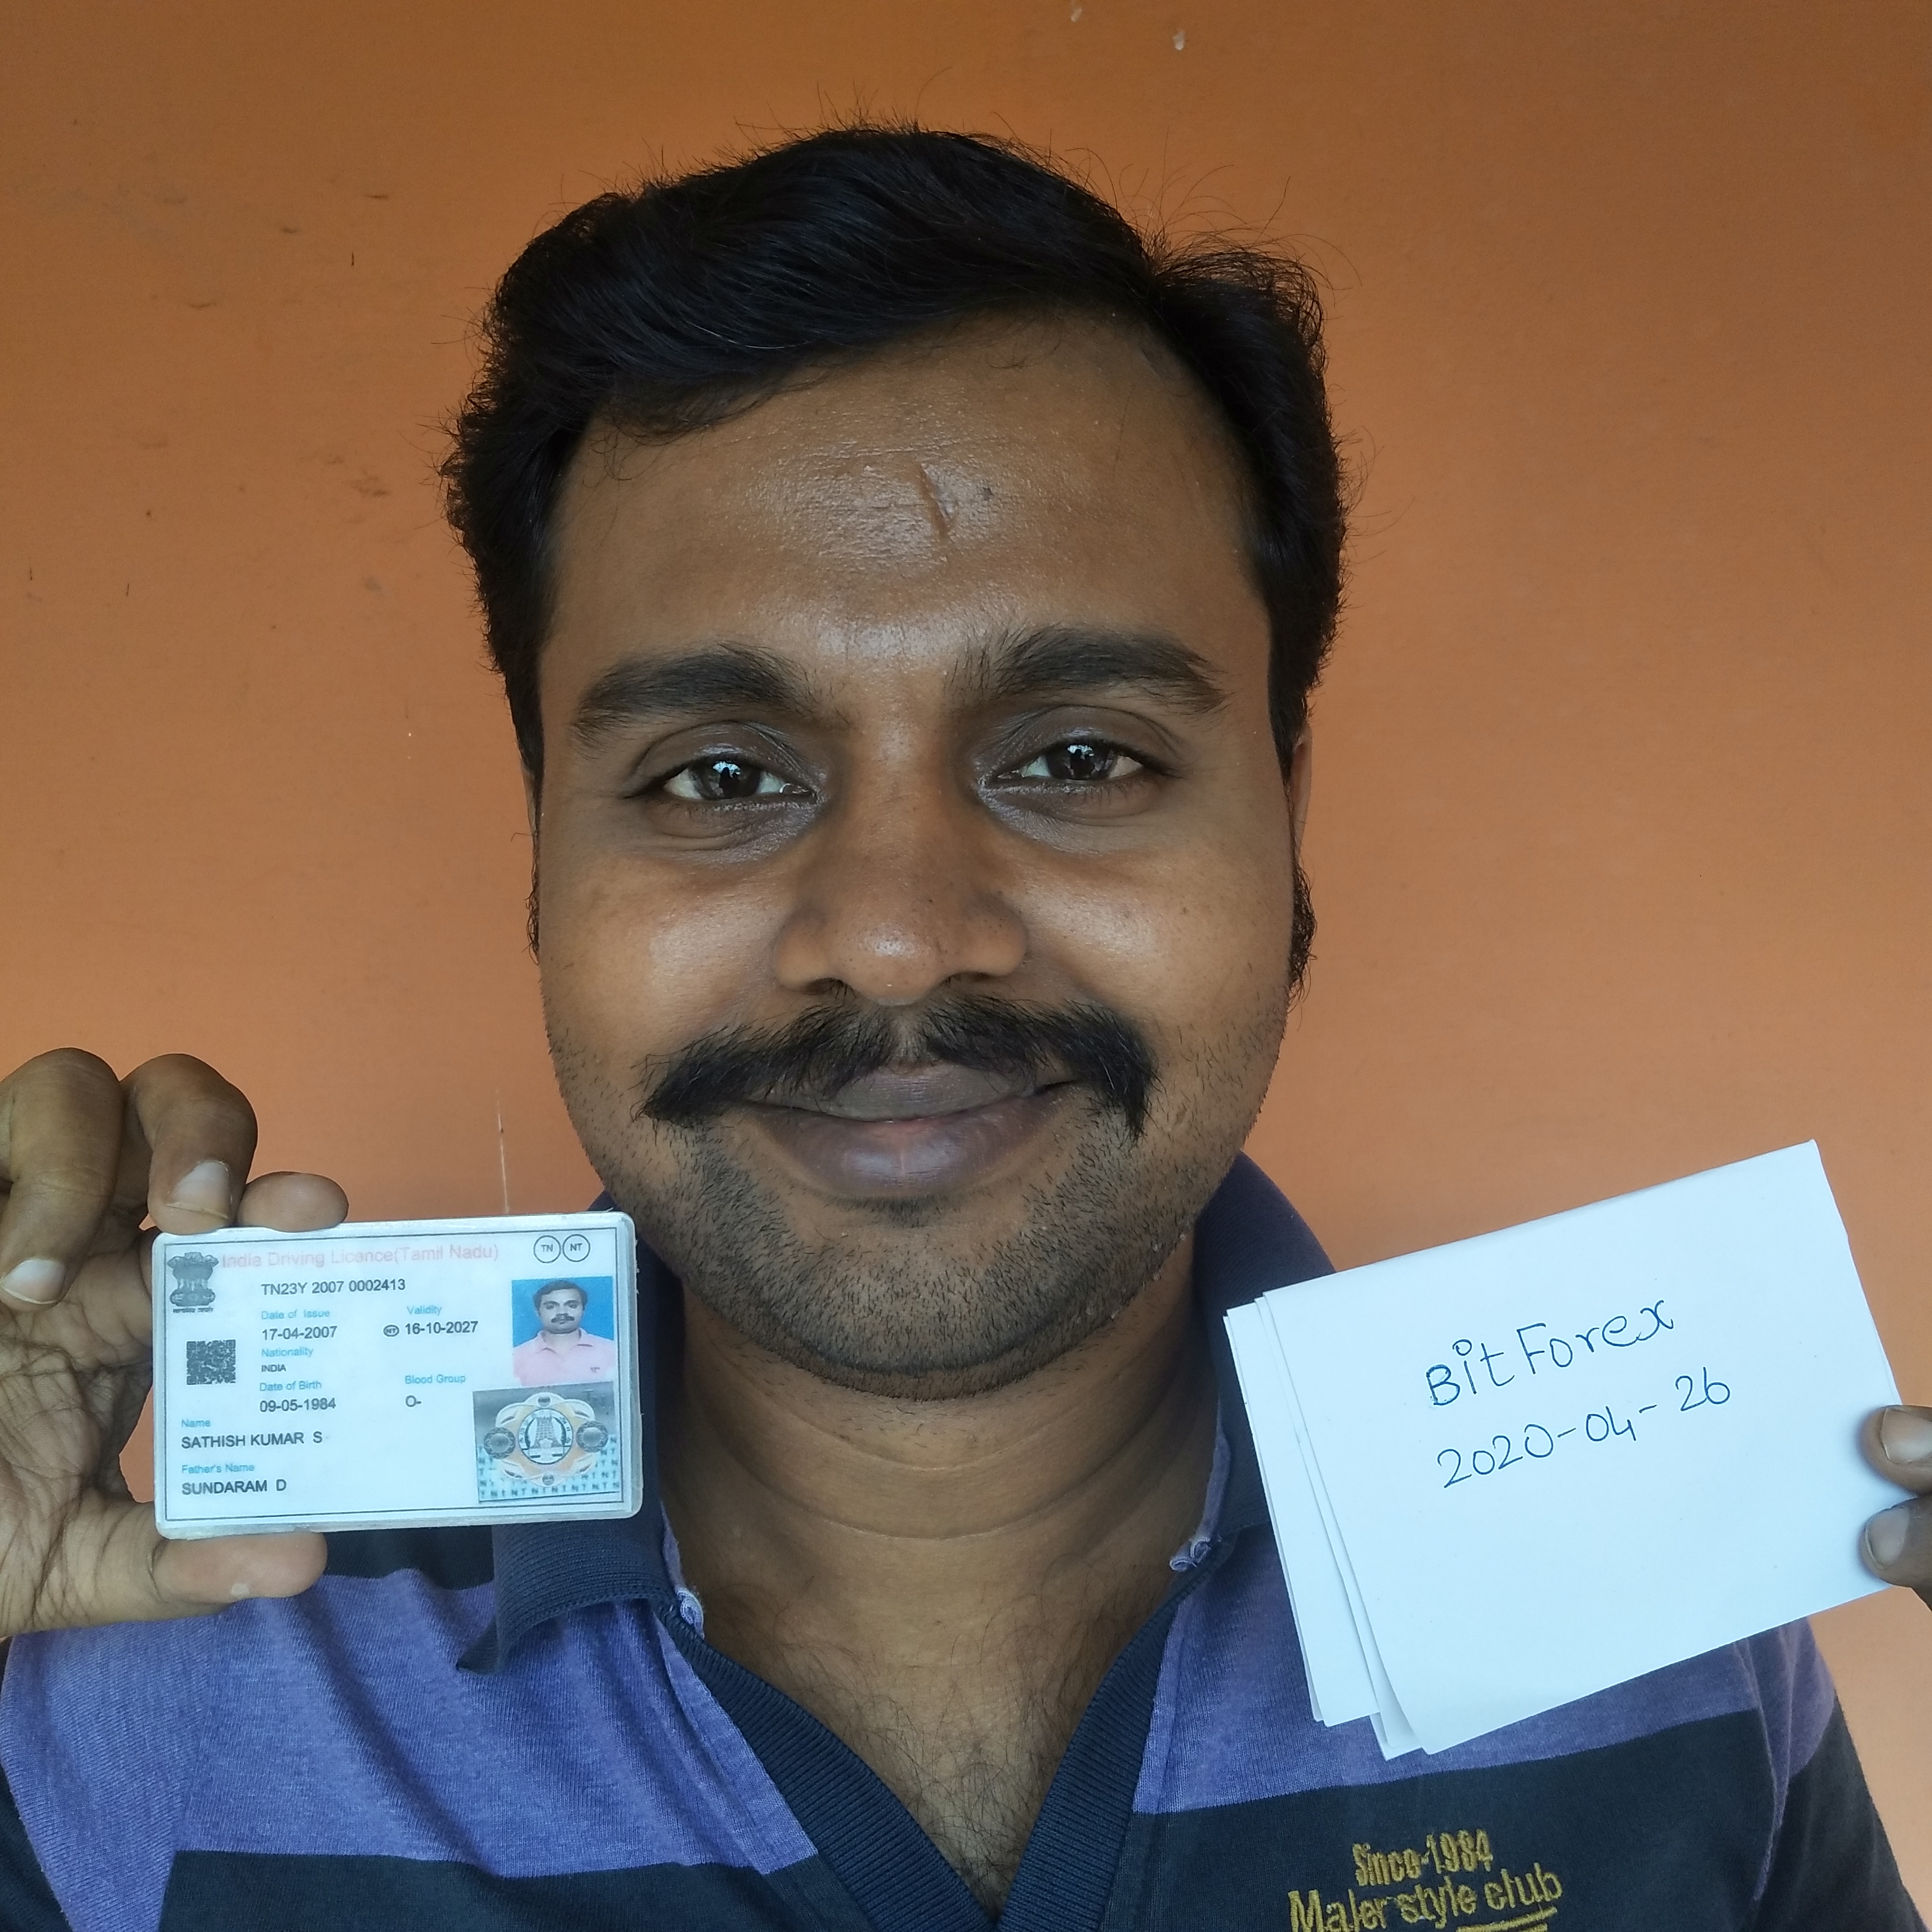 India Driving Licence(Tamil Nadu)
TN NT
TN23Y 2007 0002413
Date of Issue
17-04-2007
Validity
NT 16-10-2027
Nationality
INDIA
Date of Birth
09-05-1984
Blood Group
O-
Name
SATHISH KUMAR S
Father's Name
SUNDARAM D
BitForex
2020-04-26
Since-1984
Majer style club